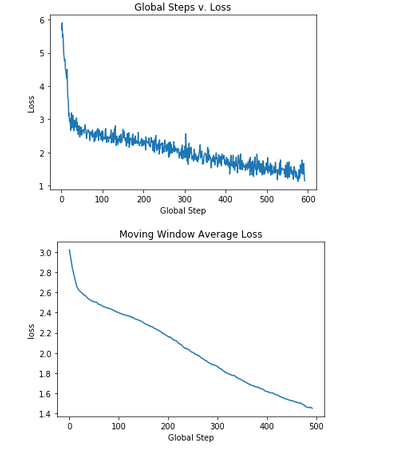 Global Steps v. Loss
6
5
4
3
2
1
Loss
0 100 200 300 400 500 600
Global Step
Moving Window Average Loss
3.0
2.8
2.6
2.4
2.2
2.0
1.8
1.6
1.4
loss
0 100 200 300 400 500
Global Step